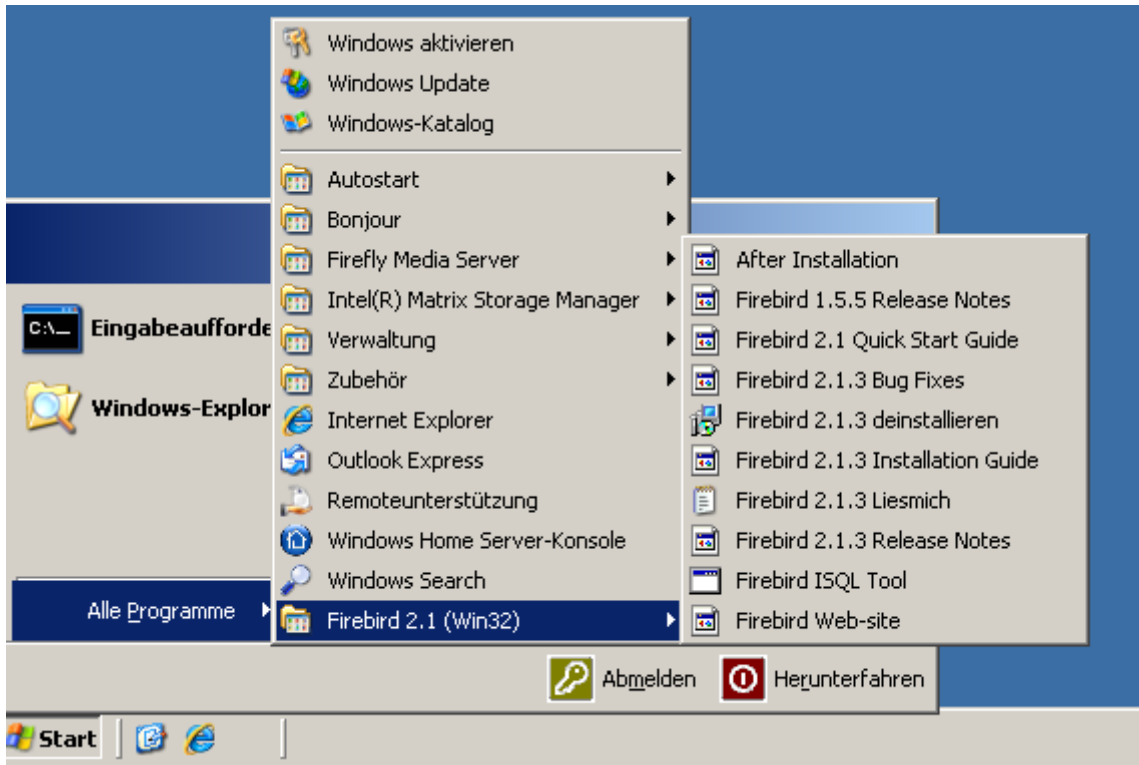 Windows aktivieren
Windows Update
Windows-Katalog
Autostart
Bonjour
Firefly Media Server
Intel(R) Matrix Storage Manager
Verwaltung
Zubehör
Internet Explorer
Outlook Express
Remoteunterstützung
Windows Home Server-Konsole
Windows Search
Firebird 2.1 (Win32)
After Installation
Firebird 1.5.5 Release Notes
Firebird 2.1 Quick Start Guide
Firebird 2.1.3 Bug Fixes
Firebird 2.1.3 deinstallieren
Firebird 2.1.3 Installation Guide
Firebird 2.1.3 Liesmich
Firebird 2.1.3 Release Notes
Firebird ISQL Tool
Firebird Web-site
C:\_
Eingabeaufforde
Windows-Explor
Alle Programme
Abmelden
Herunterfahren
Start